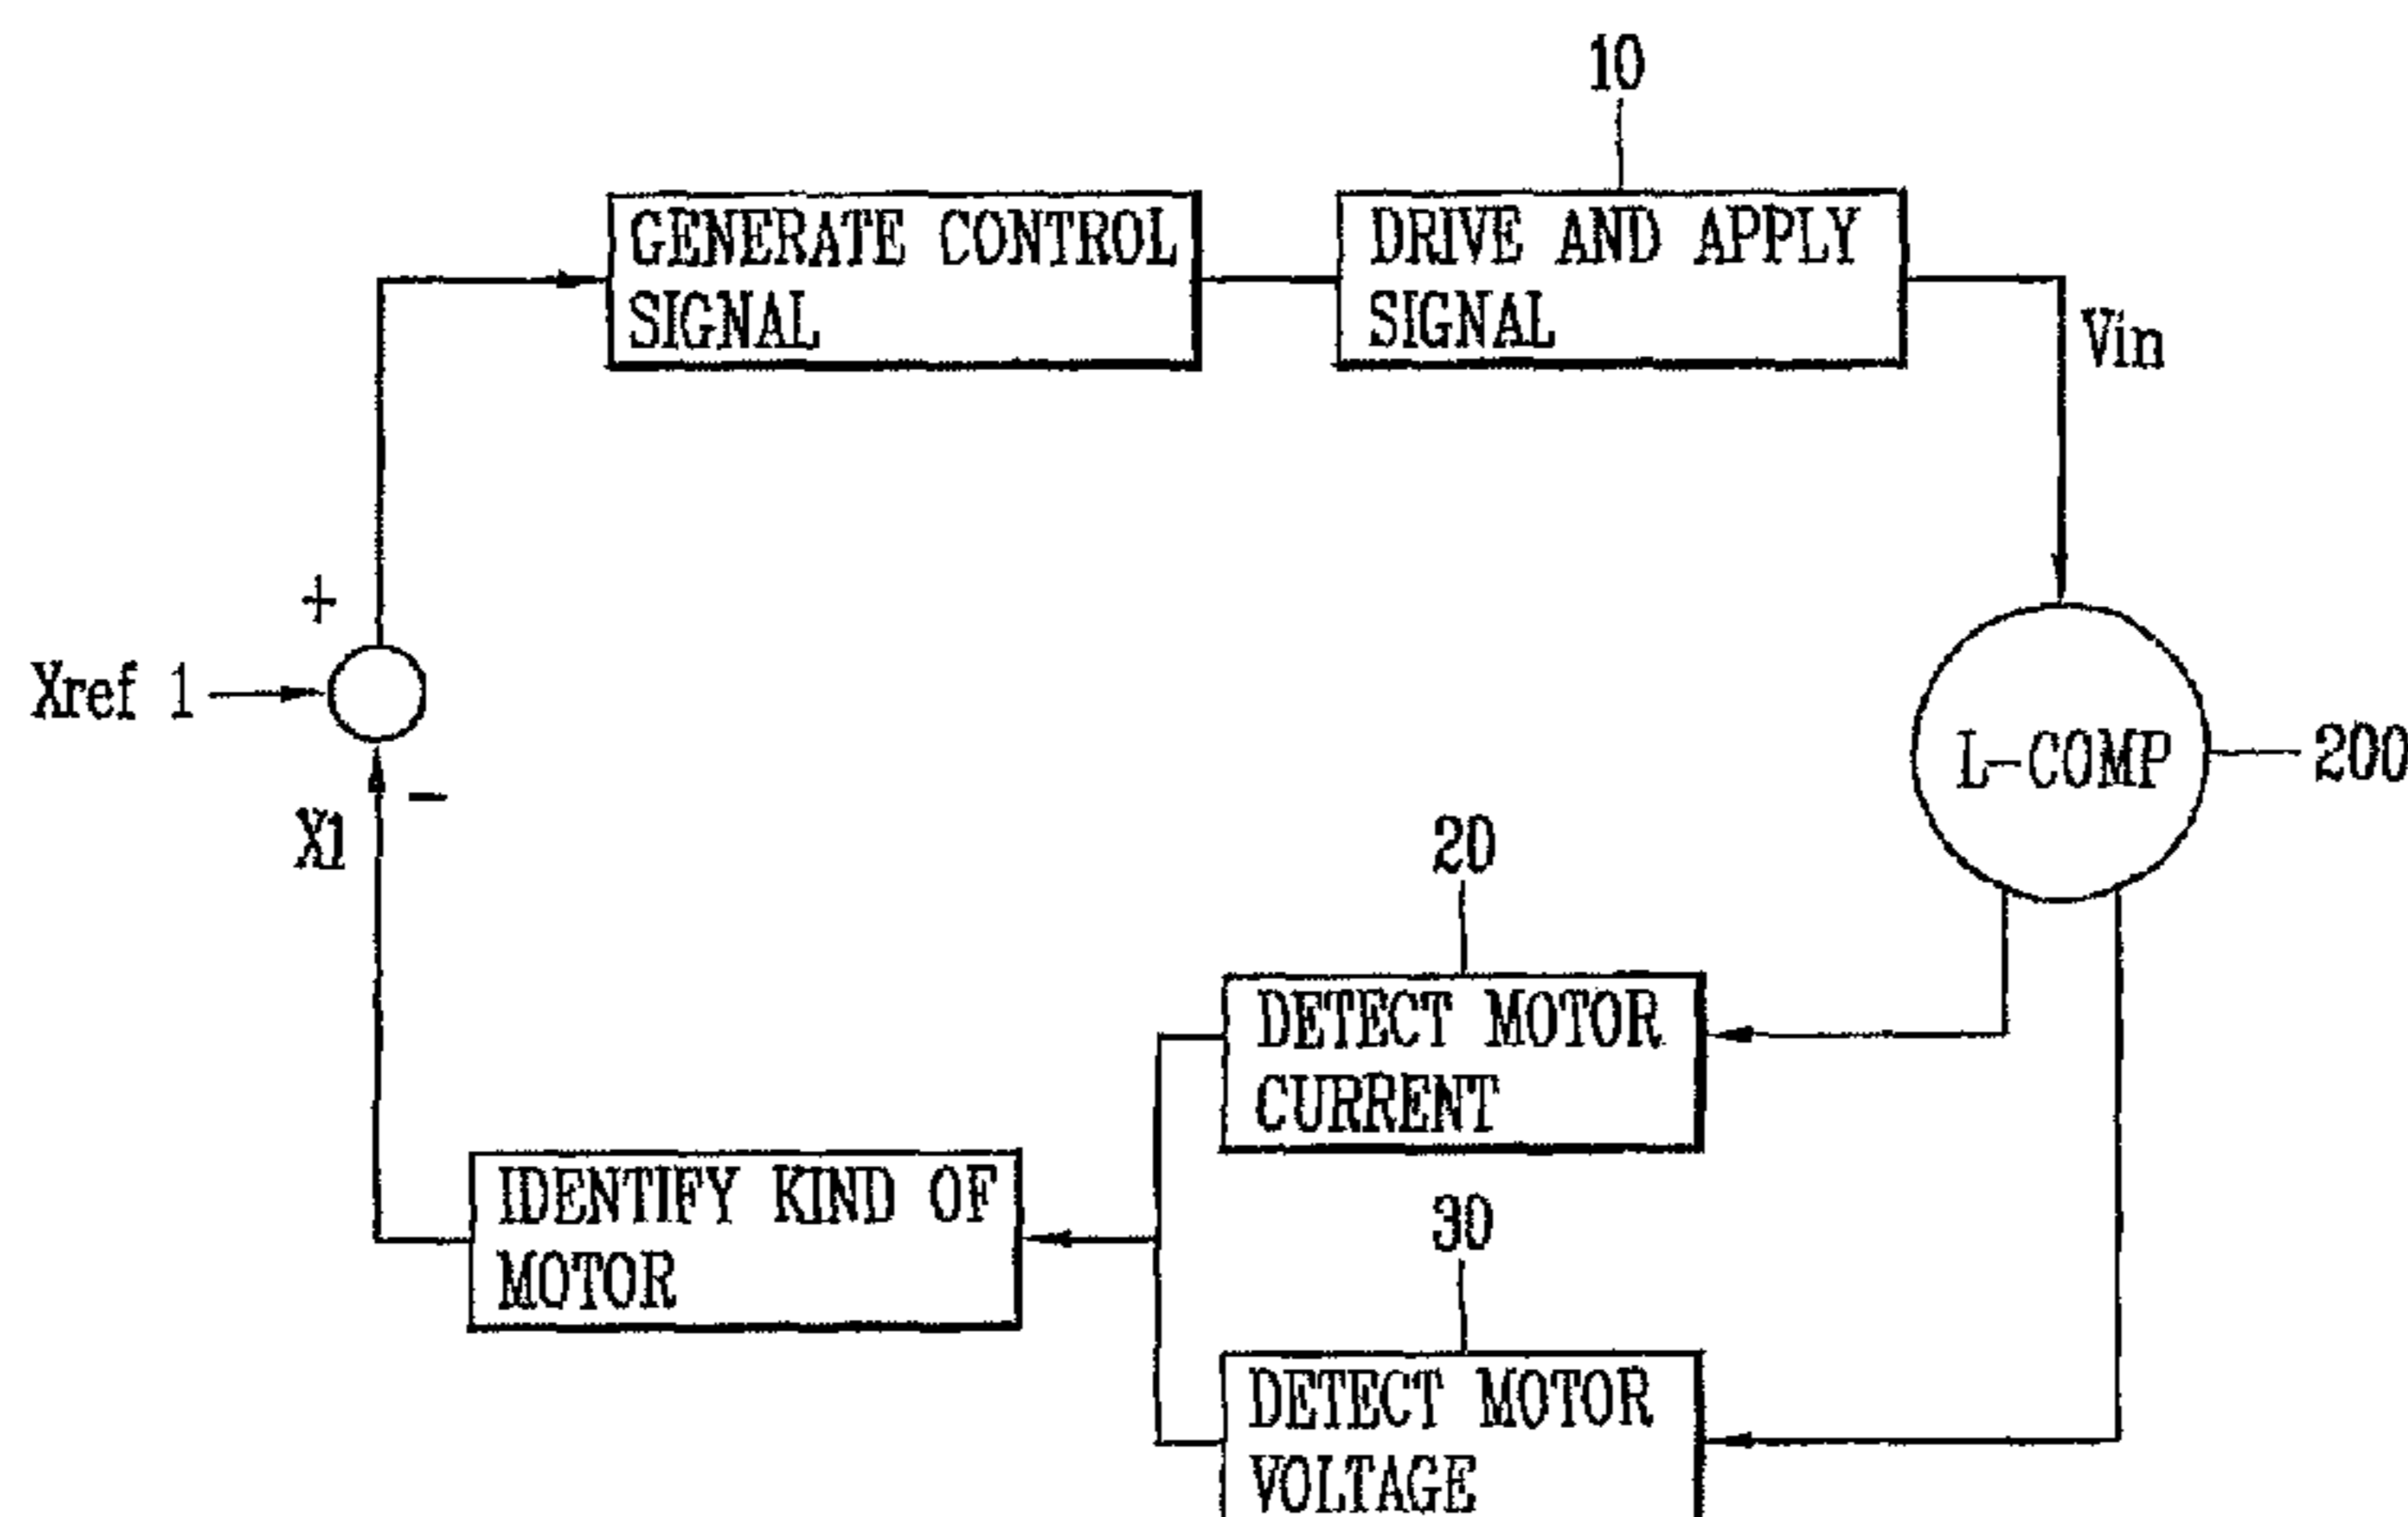 10
GENERATE CONTROL
SIGNAL
DRIVE AND APPLY
SIGNAL
Vin
+
Xref 1
L-COMP
200
X1
−
20
DETECT MOTOR
CURRENT
IDENTIFY KIND OF
MOTOR
30
DETECT MOTOR
VOLTAGE